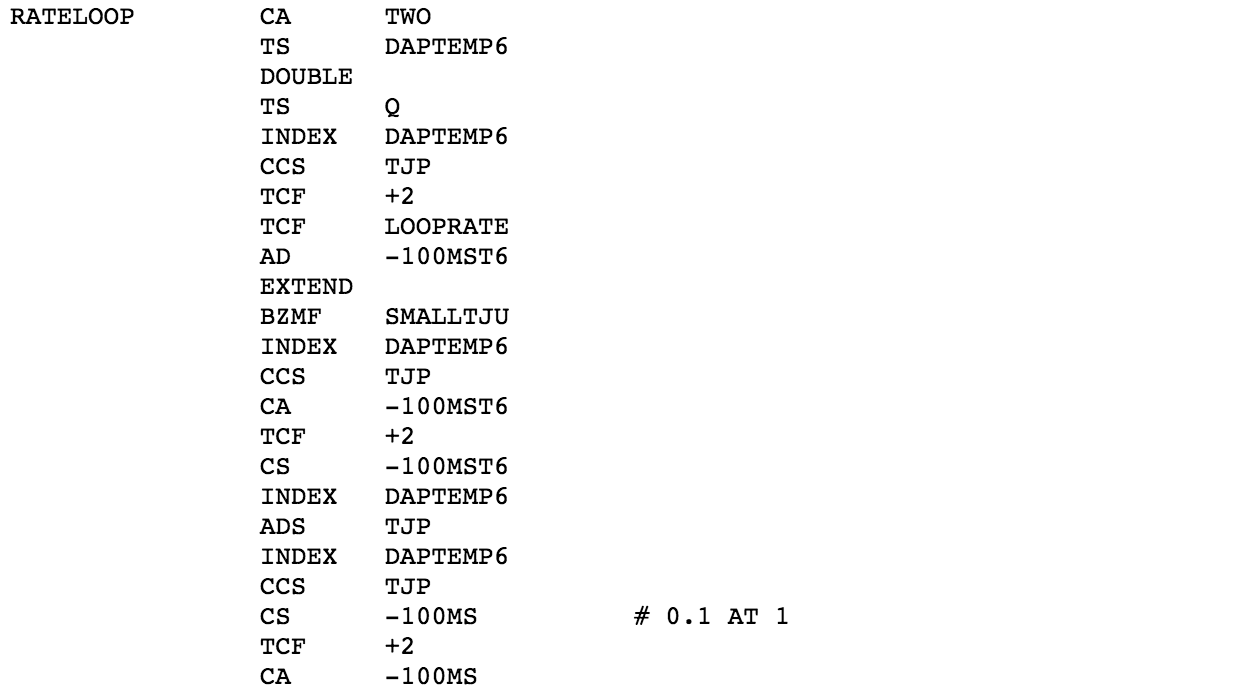 RATELOOP CA TWO
TS DAPTEMP6
DOUBLE
TS Q
INDEX DAPTEMP6
CCS TJP
TCF +2
TCF LOOPRATE
AD -100MST6
EXTEND
BZMF SMALLTJU
INDEX DAPTEMP6
CCS TJP
CA -100MST6
TCF +2
CS -100MST6
INDEX DAPTEMP6
ADS TJP
INDEX DAPTEMP6
CCS TJP
CS -100MS # 0.1 AT 1
TCF +2
CA -100MS